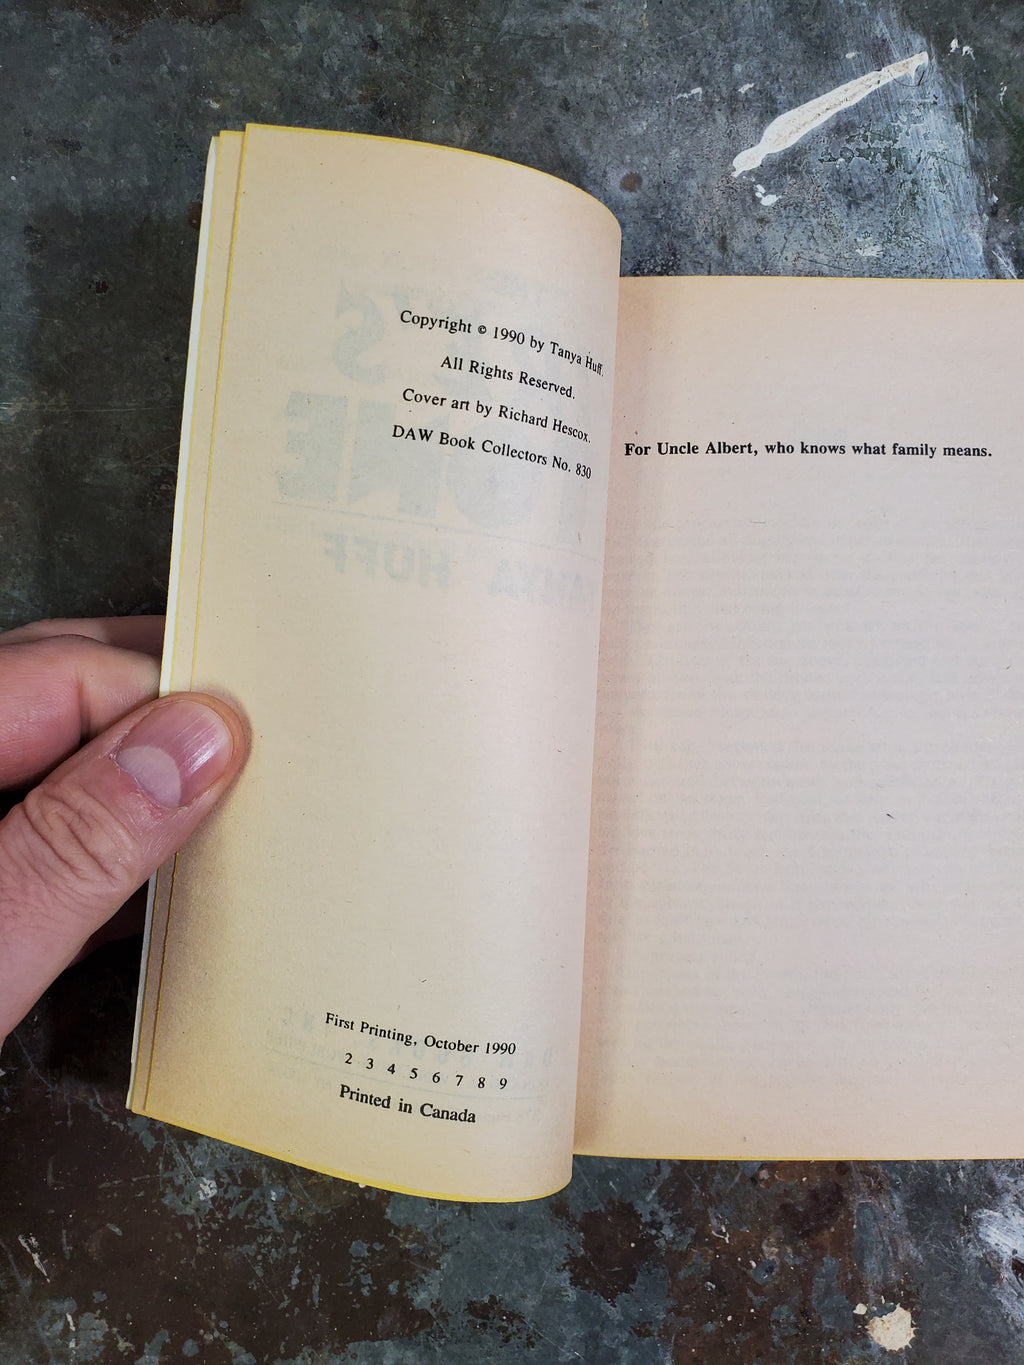 Copyright © 1990 by Tanya Huff.
All Rights Reserved.
Cover art by Richard Hescox.
DAW Book Collectors No. 830
First Printing, October 1990
2 3 4 5 6 7 8 9
Printed in Canada
For Uncle Albert, who knows what family means.